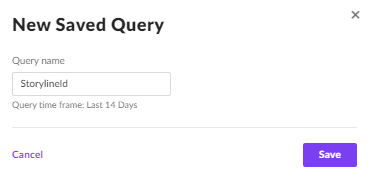 New Saved Query
Query name
StorylineId
Query time frame: Last 14 Days
Cancel
Save